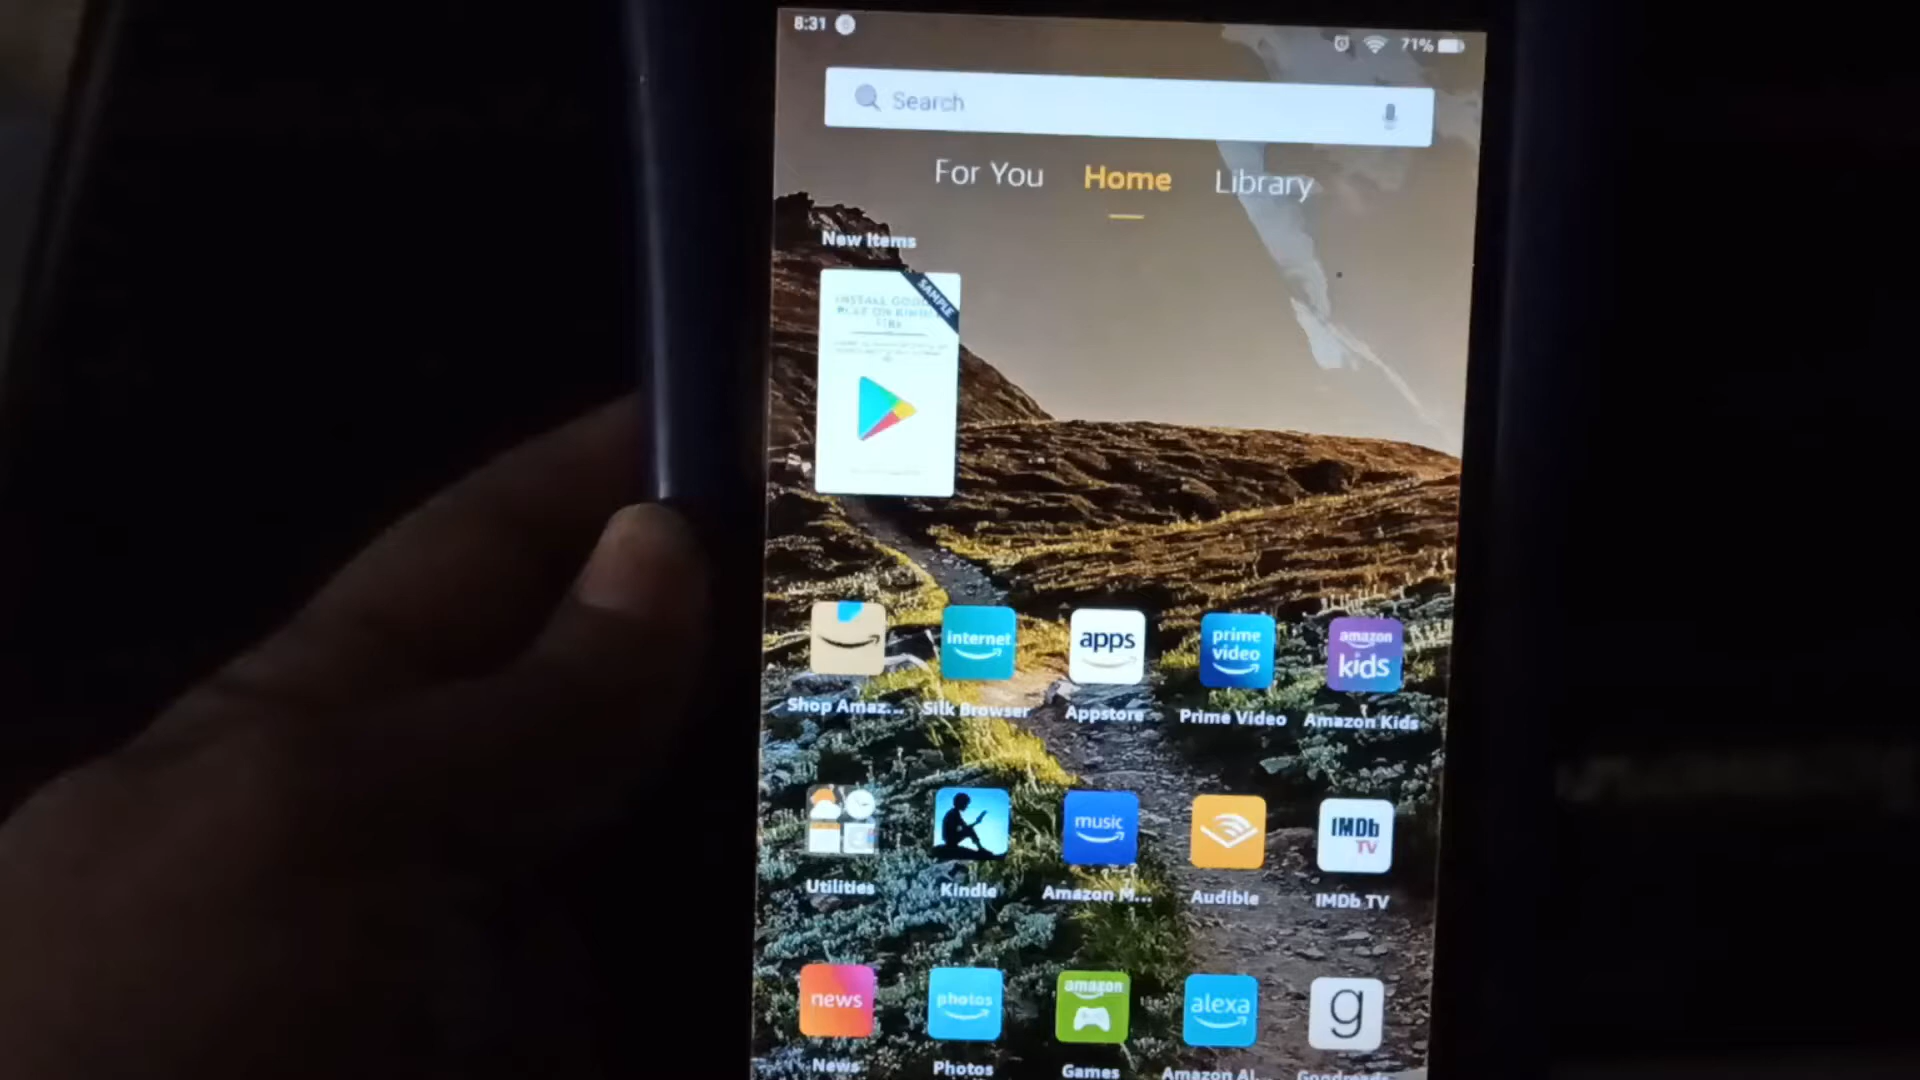 8:31
71%
Search
For You Home Library
New Items
SAMPLE
INSTALL GOOGLE
PLAY ON KINDLE
FIRE
internet
apps
prime
video
amazon
kids
Shop Amaz...
Silk Browser
Appstore
Prime Video
Amazon Kids
music
IMDb
TV
Utilities
Kindle
Amazon M...
Audible
IMDb TV
news
photos
amazon
alexa
g
News
Photos
Games
Amazon Al...
Goodreads